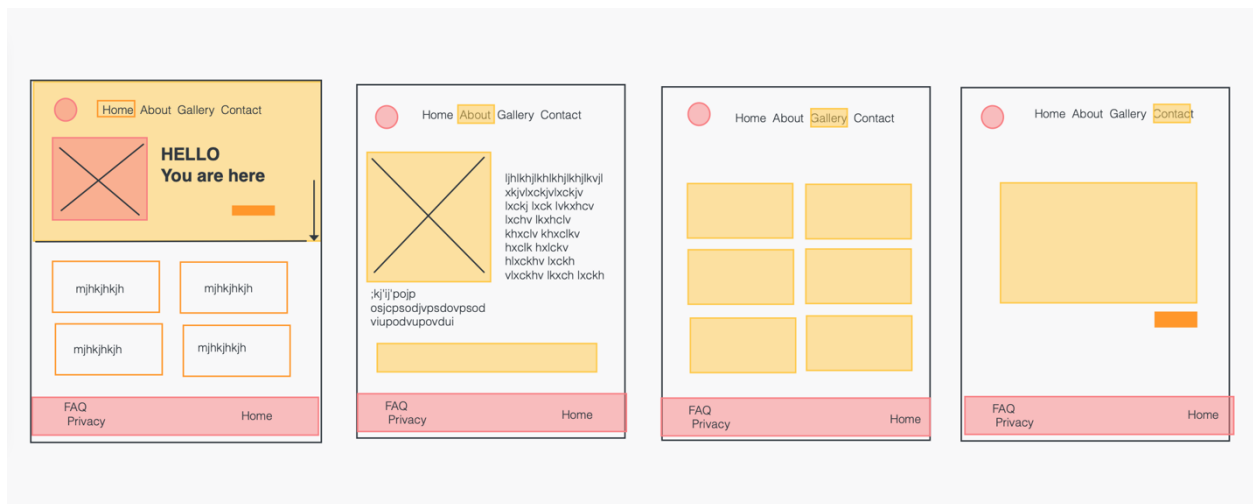 Home About Gallery Contact
HELLO
You are here
mjhkjhkjh
mjhkjhkjh
mjhkjhkjh
mjhkjhkjh
FAQ
Privacy
Home
Home About Gallery Contact
ljhlkhjlkhlkhjlkhjlkvjl
xkjvlxckjvlxckjv
lxckj lxck lvkxhcv
lxchv lkxhclv
khxclv khxclkv
hxclk hxlckv
hlxckhv lxckh
vlxckhv lkxch lxckh
;kj'ij'pojp
osjcpsodjvpsdovpsod
viupodvupovdui
FAQ
Privacy
Home
Home About Gallery Contact
FAQ
Privacy
Home
Home About Gallery Contact
FAQ
Privacy
Home